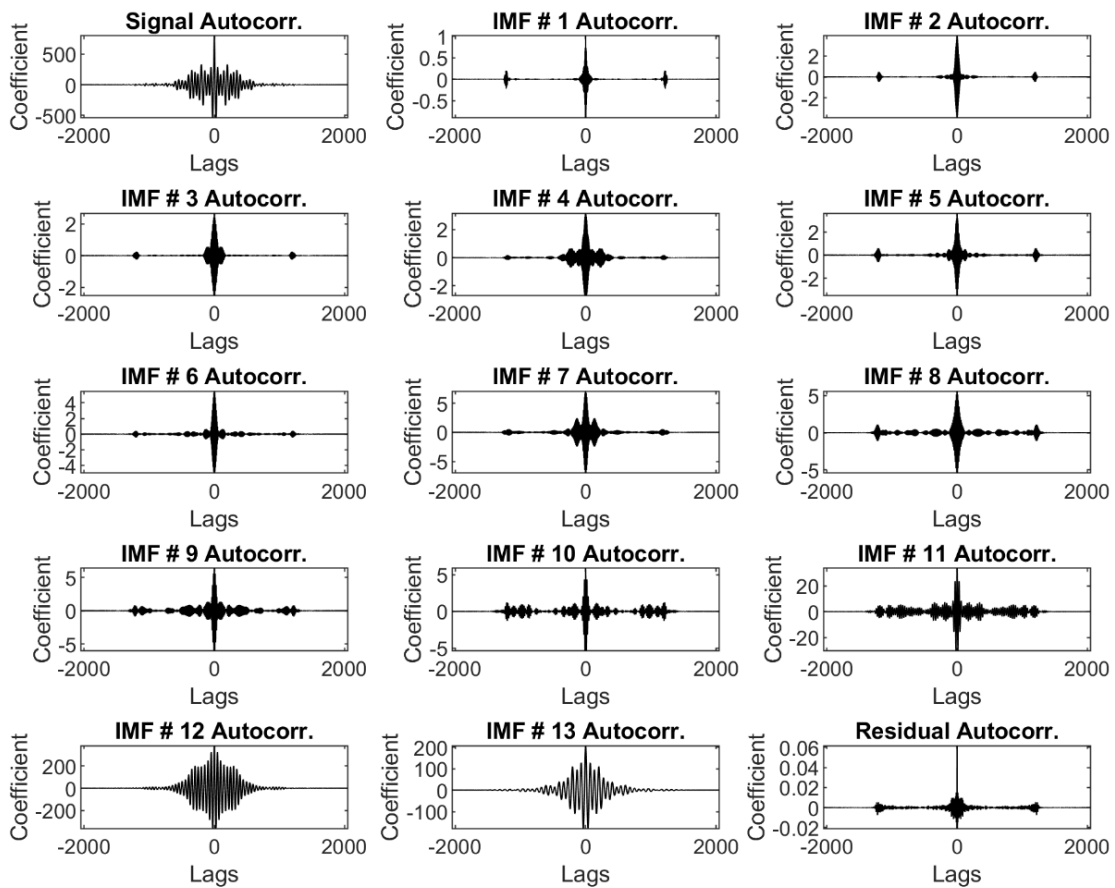 Signal Autocorr. IMF # 1 Autocorr. IMF # 2 Autocorr.
Coefficient 500 0 -500 Coefficient 1 0.5 0 -0.5 Coefficient 2 0 -2
-2000 0 2000 -2000 0 2000 -2000 0 2000
Lags Lags Lags
IMF # 3 Autocorr. IMF # 4 Autocorr. IMF # 5 Autocorr.
Coefficient 2 0 -2 Coefficient 2 0 -2 Coefficient 2 0 -2
-2000 0 2000 -2000 0 2000 -2000 0 2000
Lags Lags Lags
IMF # 6 Autocorr. IMF # 7 Autocorr. IMF # 8 Autocorr.
Coefficient 4 2 0 -2 -4 Coefficient 5 0 -5 Coefficient 5 0 -5
-2000 0 2000 -2000 0 2000 -2000 0 2000
Lags Lags Lags
IMF # 9 Autocorr. IMF # 10 Autocorr. IMF # 11 Autocorr.
Coefficient 5 0 -5 Coefficient 5 0 -5 Coefficient 20 0 -20
-2000 0 2000 -2000 0 2000 -2000 0 2000
Lags Lags Lags
IMF # 12 Autocorr. IMF # 13 Autocorr. Residual Autocorr.
Coefficient 200 0 -200 Coefficient 200 100 0 -100 Coefficient 0.06 0.04 0.02 0 -0.02
-2000 0 2000 -2000 0 2000 -2000 0 2000
Lags Lags Lags